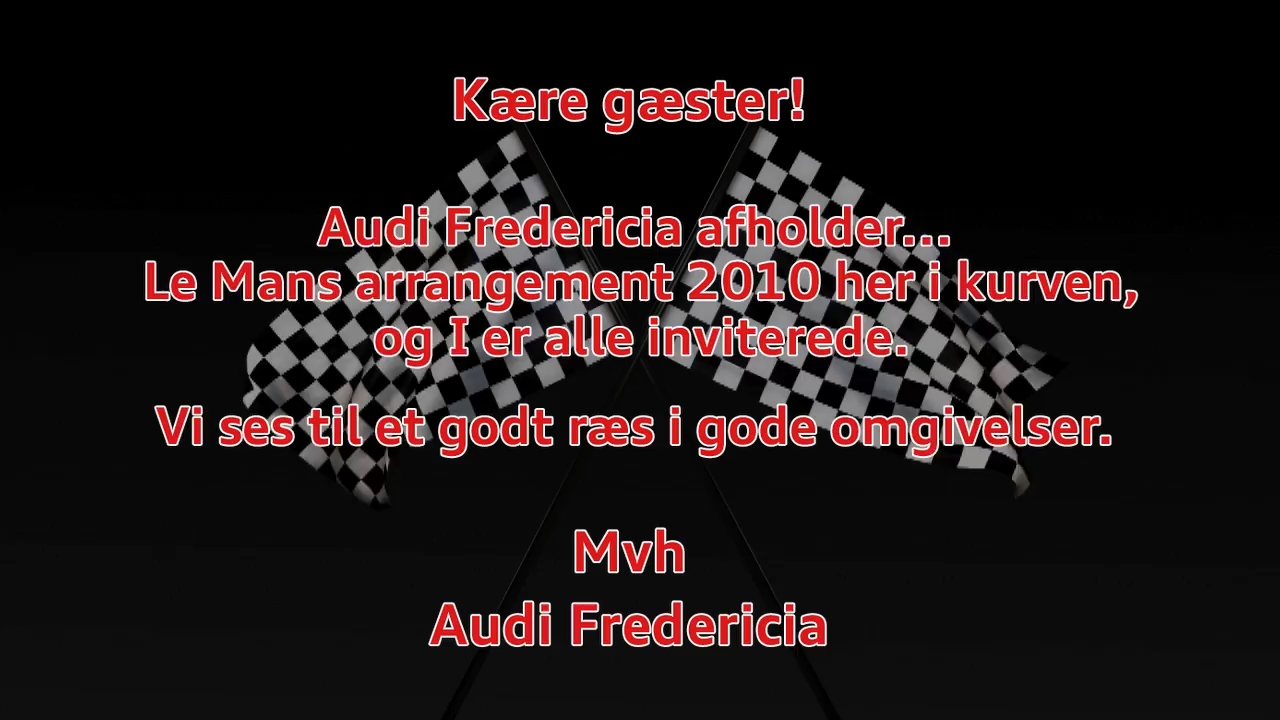 Kære gæster!
Audi Fredericia afholder...
Le Mans arrangement 2010 her i kurven,
og I er alle inviterede.
Vi ses til et godt ræs i gode omgivelser.
Mvh
Audi Fredericia